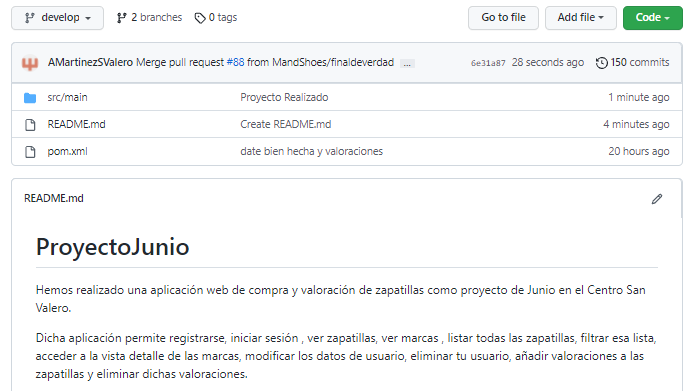 develop
2 branches
0 tags
Go to file
Add file
Code
AMartinezSValero Merge pull request #88 from MandShoes/finaldeverdad ...
6e31a87 28 seconds ago
150 commits
src/main Proyecto Realizado 1 minute ago
README.md Create README.md 4 minutes ago
pom.xml date bien hecha y valoraciones 20 hours ago
README.md
ProyectoJunio
Hemos realizado una aplicación web de compra y valoración de zapatillas como proyecto de Junio en el Centro San
Valero.
Dicha aplicación permite registrarse, iniciar sesión , ver zapatillas, ver marcas , listar todas las zapatillas, filtrar esa lista,
acceder a la vista detalle de las marcas, modificar los datos de usuario, eliminar tu usuario, añadir valoraciones a las
zapatillas y eliminar dichas valoraciones.